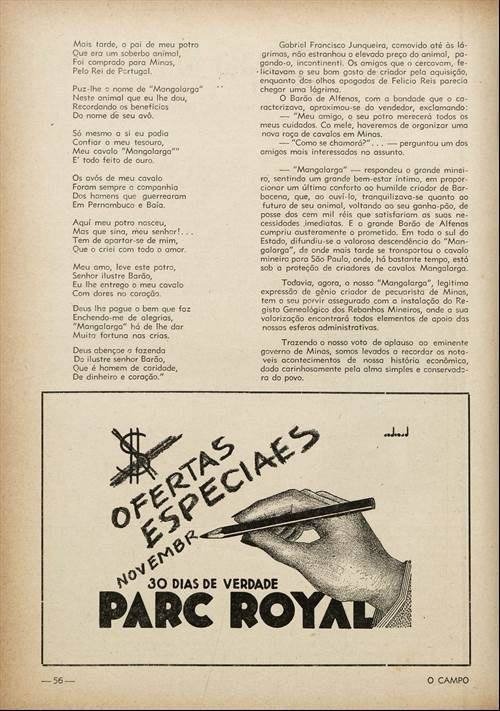 Mais tarde, o pai de meu potro
Que era um soberbo animal,
Foi comprado para Minas,
Pelo Rei de Portugal.
Puz-lhe o nome de "Mangalarga"
Neste animal que eu lhe dou,
Recordando os benefícios
Do nome de seu avô.
Só mesmo a si eu podia
Confiar o meu tesouro,
Meu cavalo "Mangalarga""
E' todo feito de ouro.
Os avós de meu cavalo
Foram sempre a companhia
Dos homens que guerrearam
Em Pernambuco e Baía.
Aqui meu potro nasceu,
Mas que sina, meu senhor!...
Tem de apartar-se de mim,
Que o criei com todo o amor.
Meu amo, leve este potro,
Senhor ilustre Barão,
Eu lhe entrego o meu cavalo
Com dores no coração.
Deus lhe pague o bem que faz
Enchendo-me de alegrias,
"Mangalarga" há de lhe dar
Muita fortuna nas crias.
Deus abençoe a fazenda
Do ilustre senhor Barão,
Que é homem de caridade,
De dinheiro e coração."
Gabriel Francisco Junqueira, comovido até às lá-
grimas, não estranhou o elevado preço do animal, pa-
gando-o, incontinenti. Os amigos que o cercavam, fe-
licitavam o seu bom gosto de criador pela aquisição,
enquanto dos olhos apagados de Felicio Reis parecia
chegar uma lágrima.
O Barão de Alfenas, com a bondade que o ca-
racterizava, aproximou-se do vendedor, exclamando:
— "Meu amigo, o seu potro merecerá todos os
meus cuidados. Co mele, haveremos de organizar uma
nova raça de cavalos em Minas.
— "Como se chamará?"... — perguntou um dos
amigos mais interessados no assunto.
— "Mangalarga" — respondeu o grande minei-
ro, sentindo um grande bem-estar íntimo, em propor-
cionar um último conforto ao humilde criador de Bar-
bacena, que, ao ouví-lo, tranquilizava-se quanto ao
futuro de seu animal, voltando ao seu ganha-pão, de
posse dos cem mil réis que satisfariam as suas ne-
cessidades imediatas. E o grande Barão de Alfenas
cumpriu austeramente o prometido. Em todo o sul do
Estado, difundiu-se a valorosa descendência do "Man-
galarga", de onde mais tarde se transportou o cavalo
mineiro para São Paulo, onde, há bastante tempo, está
sob a proteção de criadores de cavalos Mangalarga.
Todavia, agora, o nosso "Mangalarga", legítima
expressão de gênio criador de pecuarista de Minas,
tem o seu porvir assegurado com a instalação do Re-
gisto Genealógico dos Rebanhos Mineiros, onde a sua
valorização encontrará todos elementos de apoio das
nossas esferas administrativas.
Trazendo o nosso voto de aplauso ao eminente
governo de Minas, somos levados a recordar os notá-
veis acontecimentos de nossa história econômica,
dada carinhosamente pela alma simples e conservado-
ra do povo.
$
OFERTAS
ESPECIAES
NOVEMBR
30 DIAS DE VERDADE
PARC ROYAL
— 56 —
O CAMPO